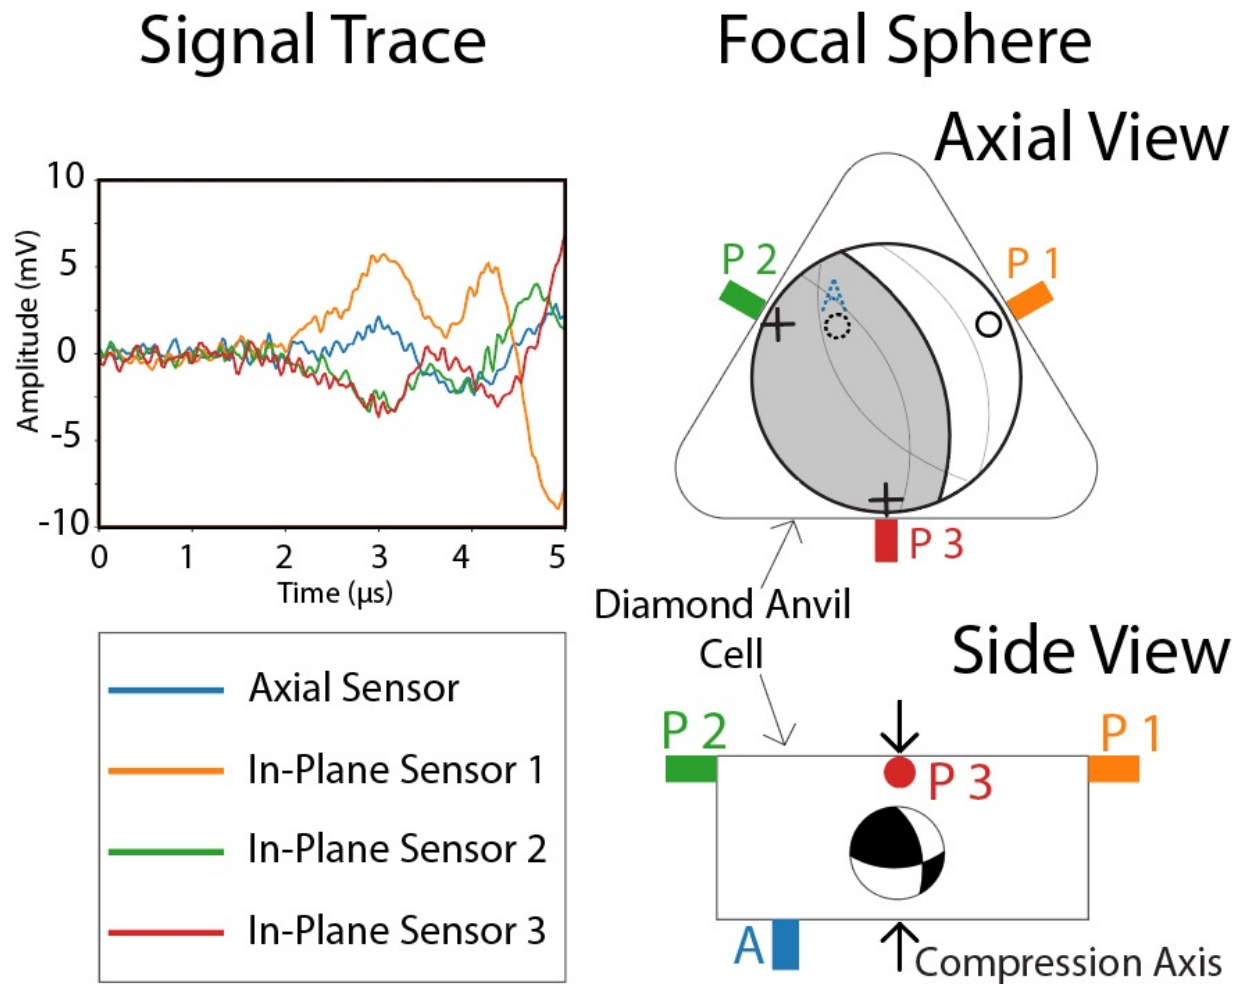 Signal Trace
Focal Sphere
Axial View
10
5
0
-5
-10
Amplitude (mV)
0 1 2 3 4 5
Time (µs)
P 2
P 1
A
P 3
Diamond Anvil
Cell
Axial Sensor
In-Plane Sensor 1
In-Plane Sensor 2
In-Plane Sensor 3
Side View
P 2
P 1
P 3
A
Compression Axis